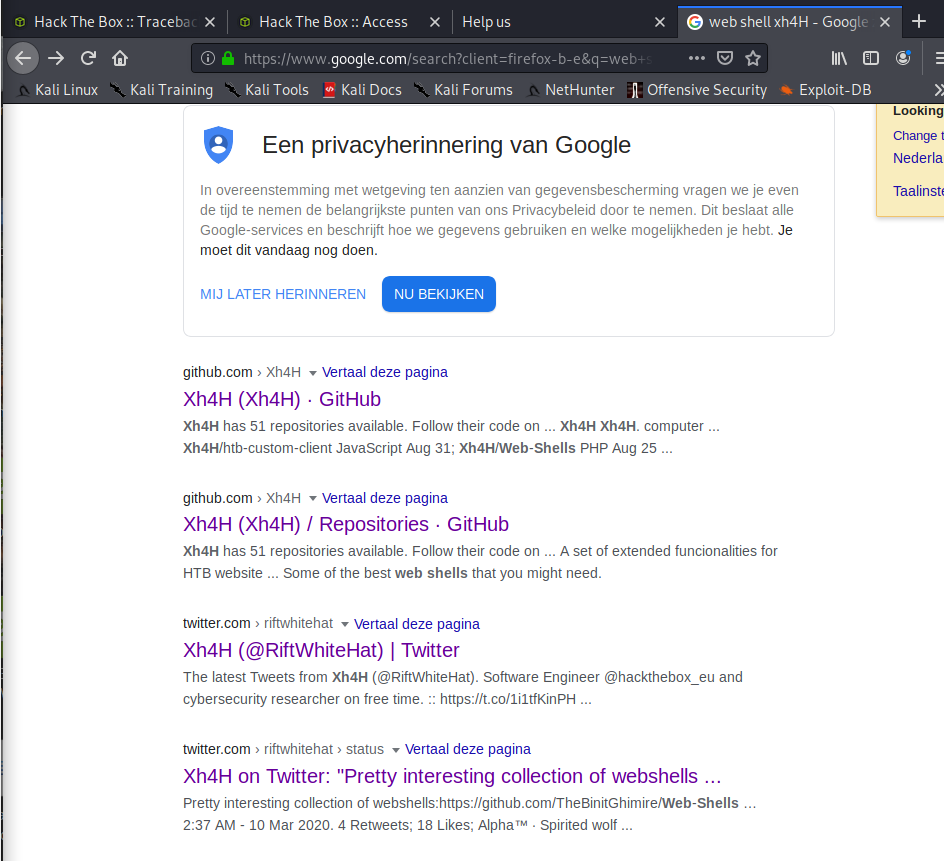 Hack The Box :: Traceba
Hack The Box :: Access
Help us
web shell xh4H - Google
https://www.google.com/search?client=firefox-b-e&q=web+s
Kali Linux
Kali Training
Kali Tools
Kali Docs
Kali Forums
NetHunter
Offensive Security
Exploit-DB
Looking
Change t
Nederla
Taalinste
Een privacyherinnering van Google
In overeenstemming met wetgeving ten aanzien van gegevensbescherming vragen we je even
de tijd te nemen de belangrijkste punten van ons Privacybeleid door te nemen. Dit beslaat alle
Google-services en beschrijft hoe we gegevens gebruiken en welke mogelijkheden je hebt. Je
moet dit vandaag nog doen.
MIJ LATER HERINNEREN
NU BEKIJKEN
github.com › Xh4H Vertaal deze pagina
Xh4H (Xh4H) · GitHub
Xh4H has 51 repositories available. Follow their code on ... Xh4H Xh4H. computer ...
Xh4H/htb-custom-client JavaScript Aug 31; Xh4H/Web-Shells PHP Aug 25 ...
github.com › Xh4H Vertaal deze pagina
Xh4H (Xh4H) / Repositories · GitHub
Xh4H has 51 repositories available. Follow their code on ... A set of extended funcionalities for
HTB website ... Some of the best web shells that you might need.
twitter.com › riftwhitehat Vertaal deze pagina
Xh4H (@RiftWhiteHat) | Twitter
The latest Tweets from Xh4H (@RiftWhiteHat). Software Engineer @hackthebox_eu and
cybersecurity researcher on free time. :: https://t.co/1i1tfKinPH ...
twitter.com › riftwhitehat › status Vertaal deze pagina
Xh4H on Twitter: "Pretty interesting collection of webshells ...
Pretty interesting collection of webshells:https://github.com/TheBinitGhimire/Web-Shells …
2:37 AM - 10 Mar 2020. 4 Retweets; 18 Likes; Alpha™ · Spirited wolf ...